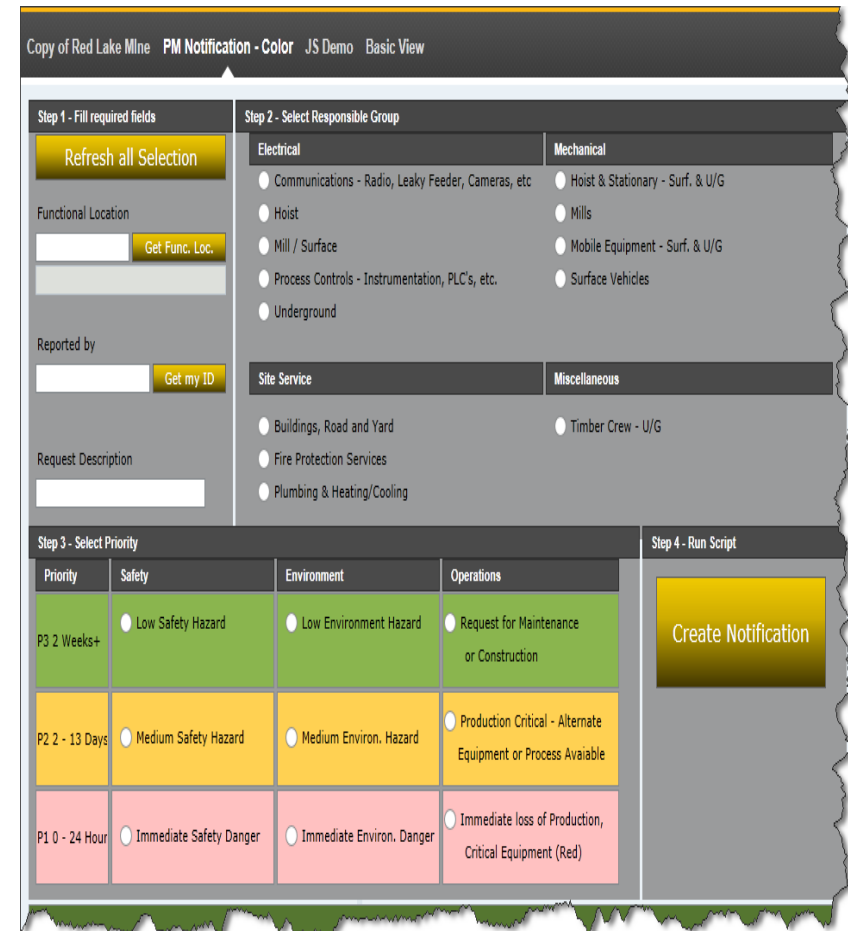 Copy of Red Lake MIne PM Notification - Color JS Demo Basic View
Step 1 - Fill required fields
Refresh all Selection
Functional Location
Get Func. Loc.
Reported by
Get my ID
Request Description
Step 2 - Select Responsible Group
Electrical
Communications - Radio, Leaky Feeder, Cameras, etc
Hoist
Mill / Surface
Process Controls - Instrumentation, PLC's, etc.
Underground
Mechanical
Hoist & Stationary - Surf. & U/G
Mills
Mobile Equipment - Surf. & U/G
Surface Vehicles
Site Service
Buildings, Road and Yard
Fire Protection Services
Plumbing & Heating/Cooling
Miscellaneous
Timber Crew - U/G
Step 3 - Select Priority
Priority Safety Environment Operations
P3 2 Weeks+
Low Safety Hazard
Low Environment Hazard
Request for Maintenance
or Construction
P2 2 - 13 Days
Medium Safety Hazard
Medium Environ. Hazard
Production Critical - Alternate
Equipment or Process Avaiable
P1 0 - 24 Hour
Immediate Safety Danger
Immediate Environ. Danger
Immediate loss of Production,
Critical Equipment (Red)
Step 4 - Run Script
Create Notification